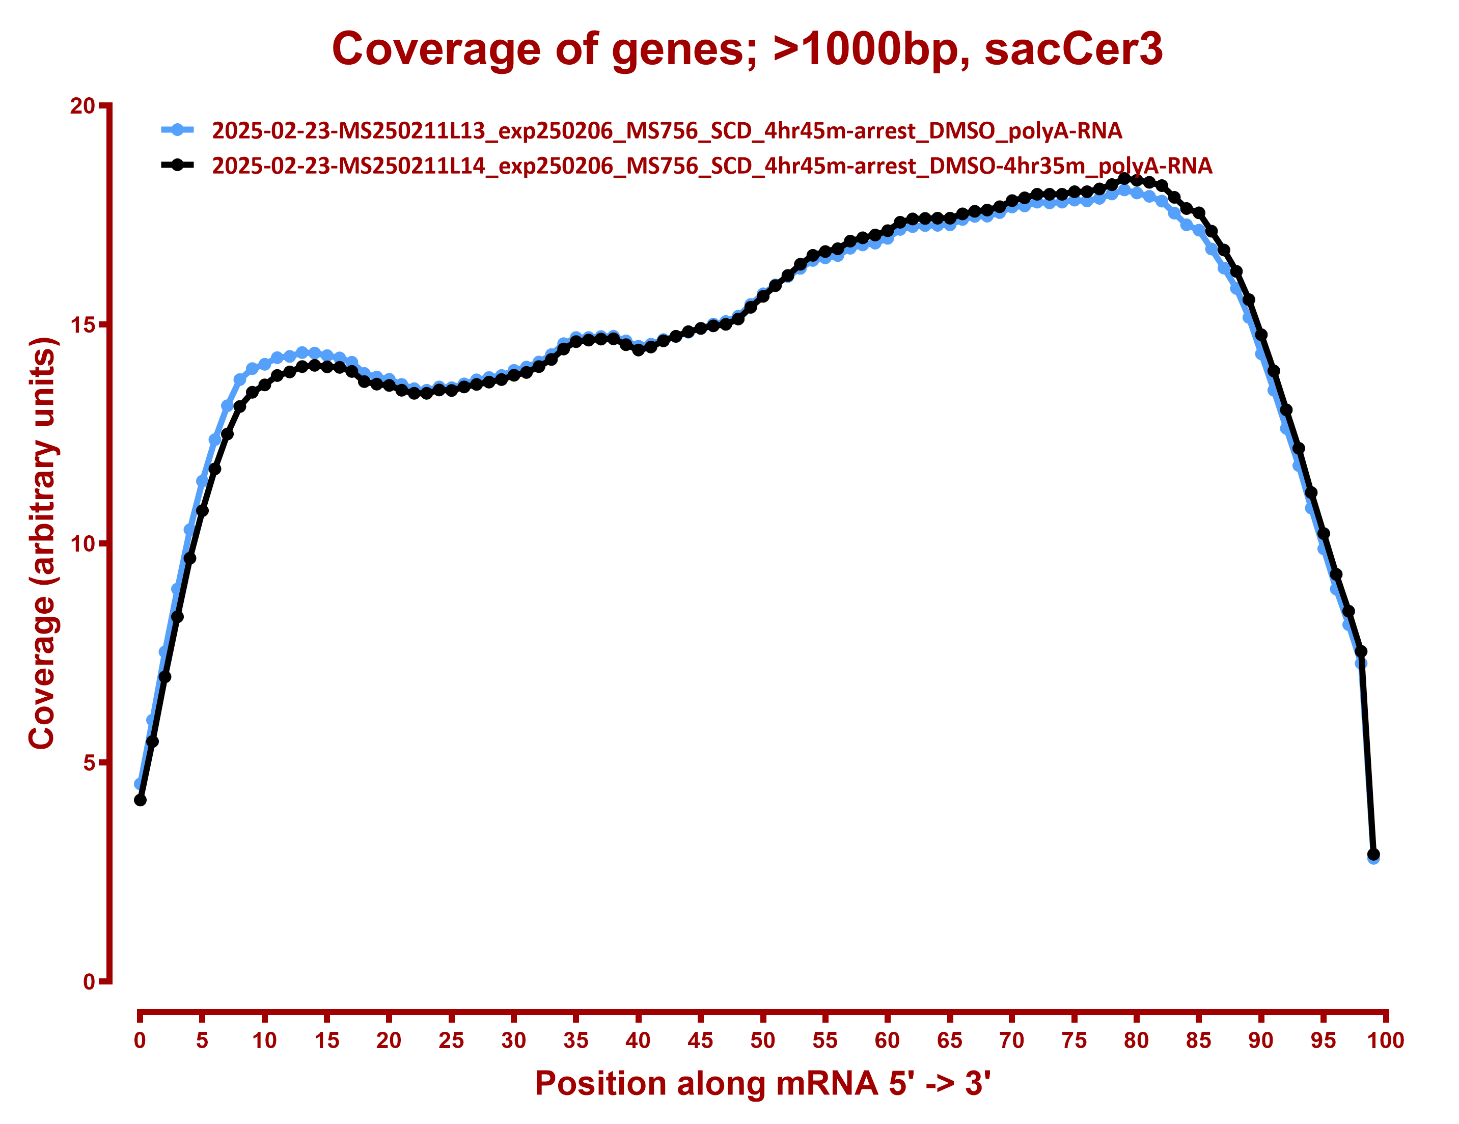 Coverage of genes; >1000bp, sacCer3
20
2025-02-23-MS250211L13_exp250206_MS756_SCD_4hr45m-arrest_DMSO_polyA-RNA
2025-02-23-MS250211L14_exp250206_MS756_SCD_4hr45m-arrest_DMSO-4hr35m_polyA-RNA
15
10
5
0
Coverage (arbitrary units)
0 5 10 15 20 25 30 35 40 45 50 55 60 65 70 75 80 85 90 95 100
Position along mRNA 5' -> 3'